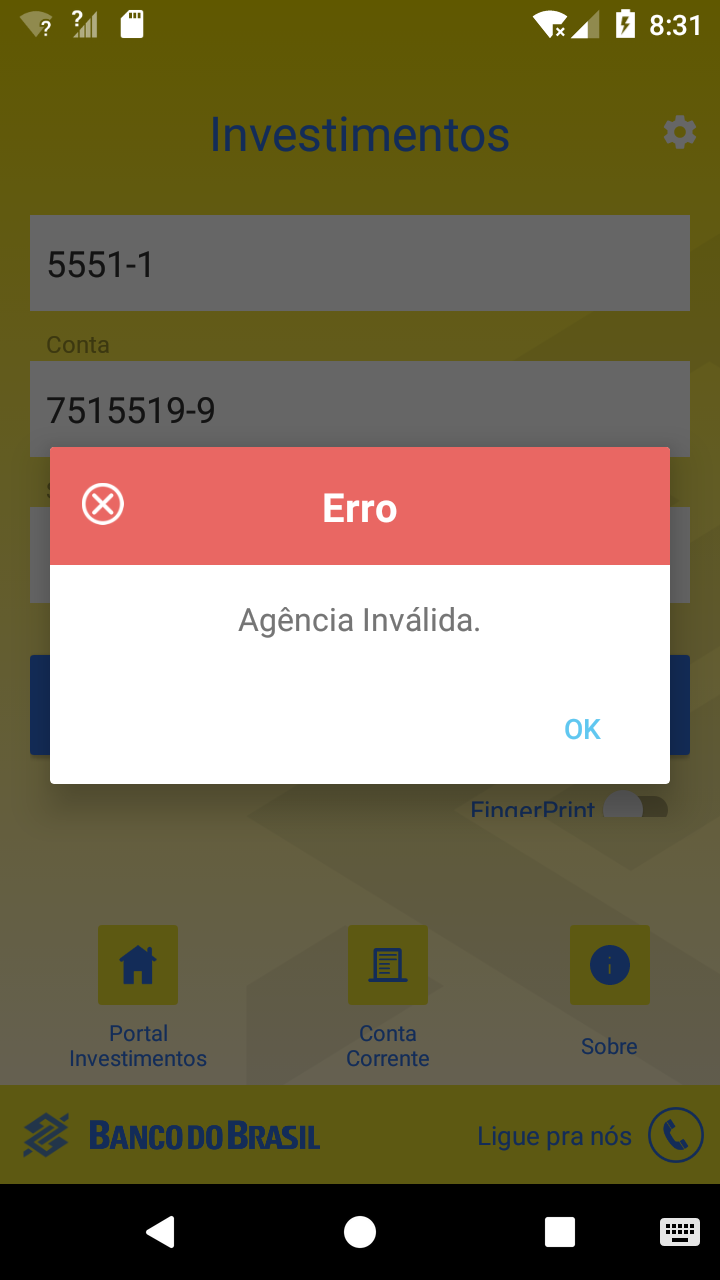 8:31
Investimentos
5551-1
Conta
7515519-9
Erro
Agência Inválida.
OK
FingerPrint
Portal
Investimentos
Conta
Corrente
Sobre
BANCO DO BRASIL
Ligue pra nós